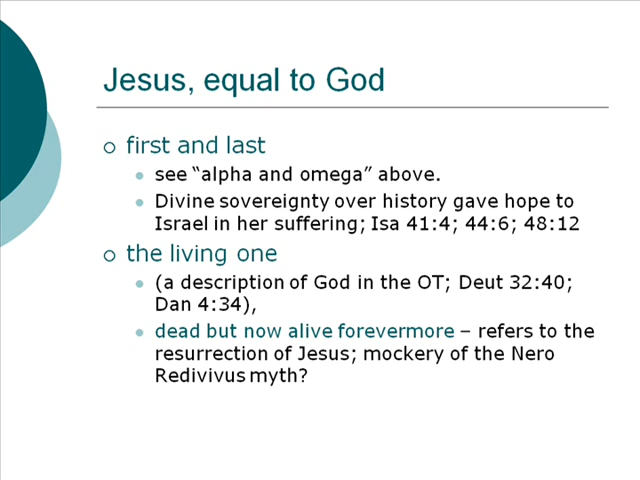 Jesus, equal to God
first and last
see “alpha and omega” above.
Divine sovereignty over history gave hope to
Israel in her suffering; Isa 41:4; 44:6; 48:12
the living one
(a description of God in the OT; Deut 32:40;
Dan 4:34),
dead but now alive forevermore – refers to the
resurrection of Jesus; mockery of the Nero
Redivivus myth?